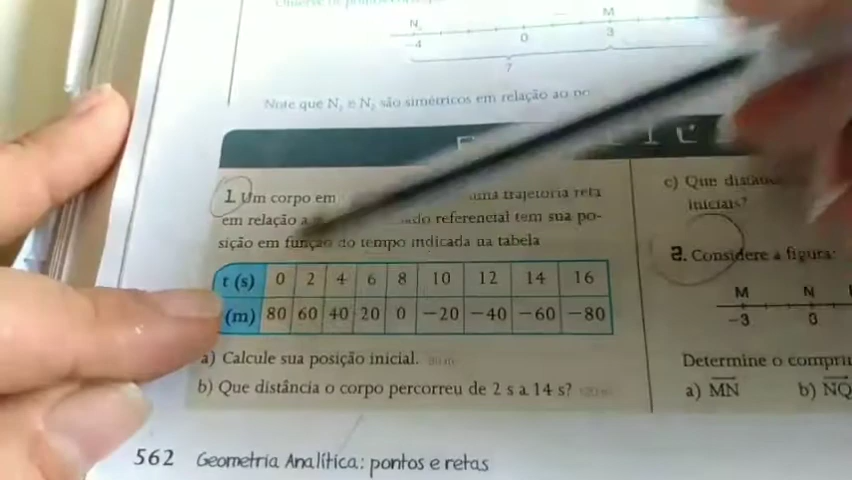 N₁ M
-4 0 3
7
Note que N₁ e N₂ são simétricos em relação ao
1. Um corpo em uma trajetória reta
em relação a referencial tem sua po-
sição em função do tempo indicada na tabela
t (s) 0 2 4 6 8 10 12 14 16
(m) 80 60 40 20 0 −20 −40 −60 −80
a) Calcule sua posição inicial.
b) Que distância o corpo percorreu de 2 s a 14 s?
c) Que
iniciais?
2. Considere a figura:
M N
−3 3
Determine o
a) MN b) NQ
562 Geometria Analítica: pontos e retas